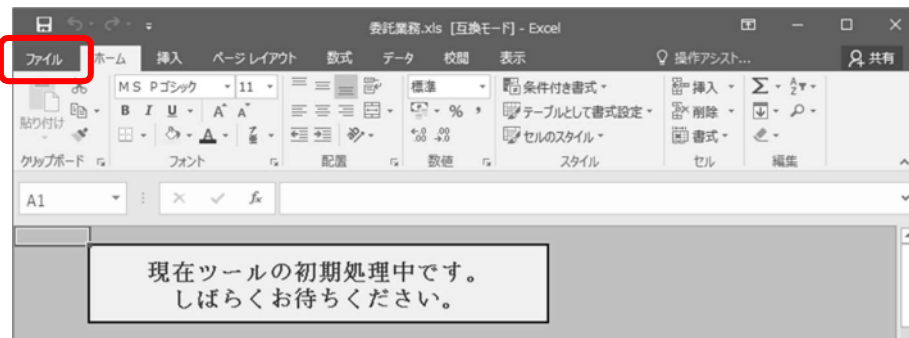 委託業務.xls [互換モード] - Excel
ファイル ホーム 挿入 ページ レイアウト 数式 データ 校閲 表示 操作アシスト... 共有
貼り付け
ＭＳ Ｐゴシック 11 標準 条件付き書式 挿入 Σ
B I U A A % , テーブルとして書式設定 削除
A セルのスタイル 書式
クリップボード フォント 配置 数値 スタイル セル 編集
A1 fx
現在ツールの初期処理中です。
しばらくお待ちください。